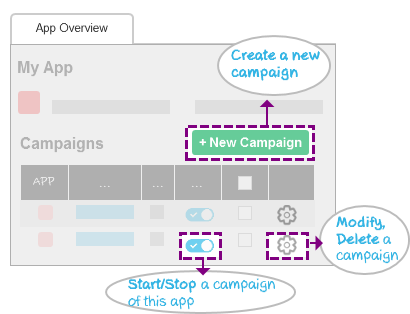 App Overview
Create a new
campaign
My App
Campaigns
+ New Campaign
APP ... ... ...
Modify,
Delete a
campaign
Start/Stop a campaign
of this app